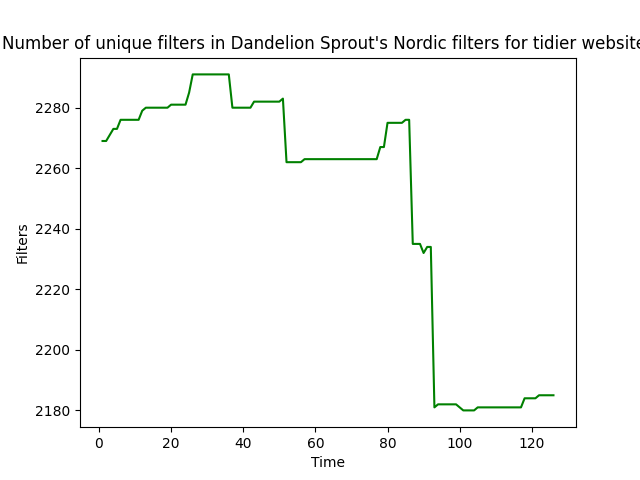 Number of unique filters in Dandelion Sprout's Nordic filters for tidier website
Filters
2280
2260
2240
2220
2200
2180
0 20 40 60 80 100 120
Time